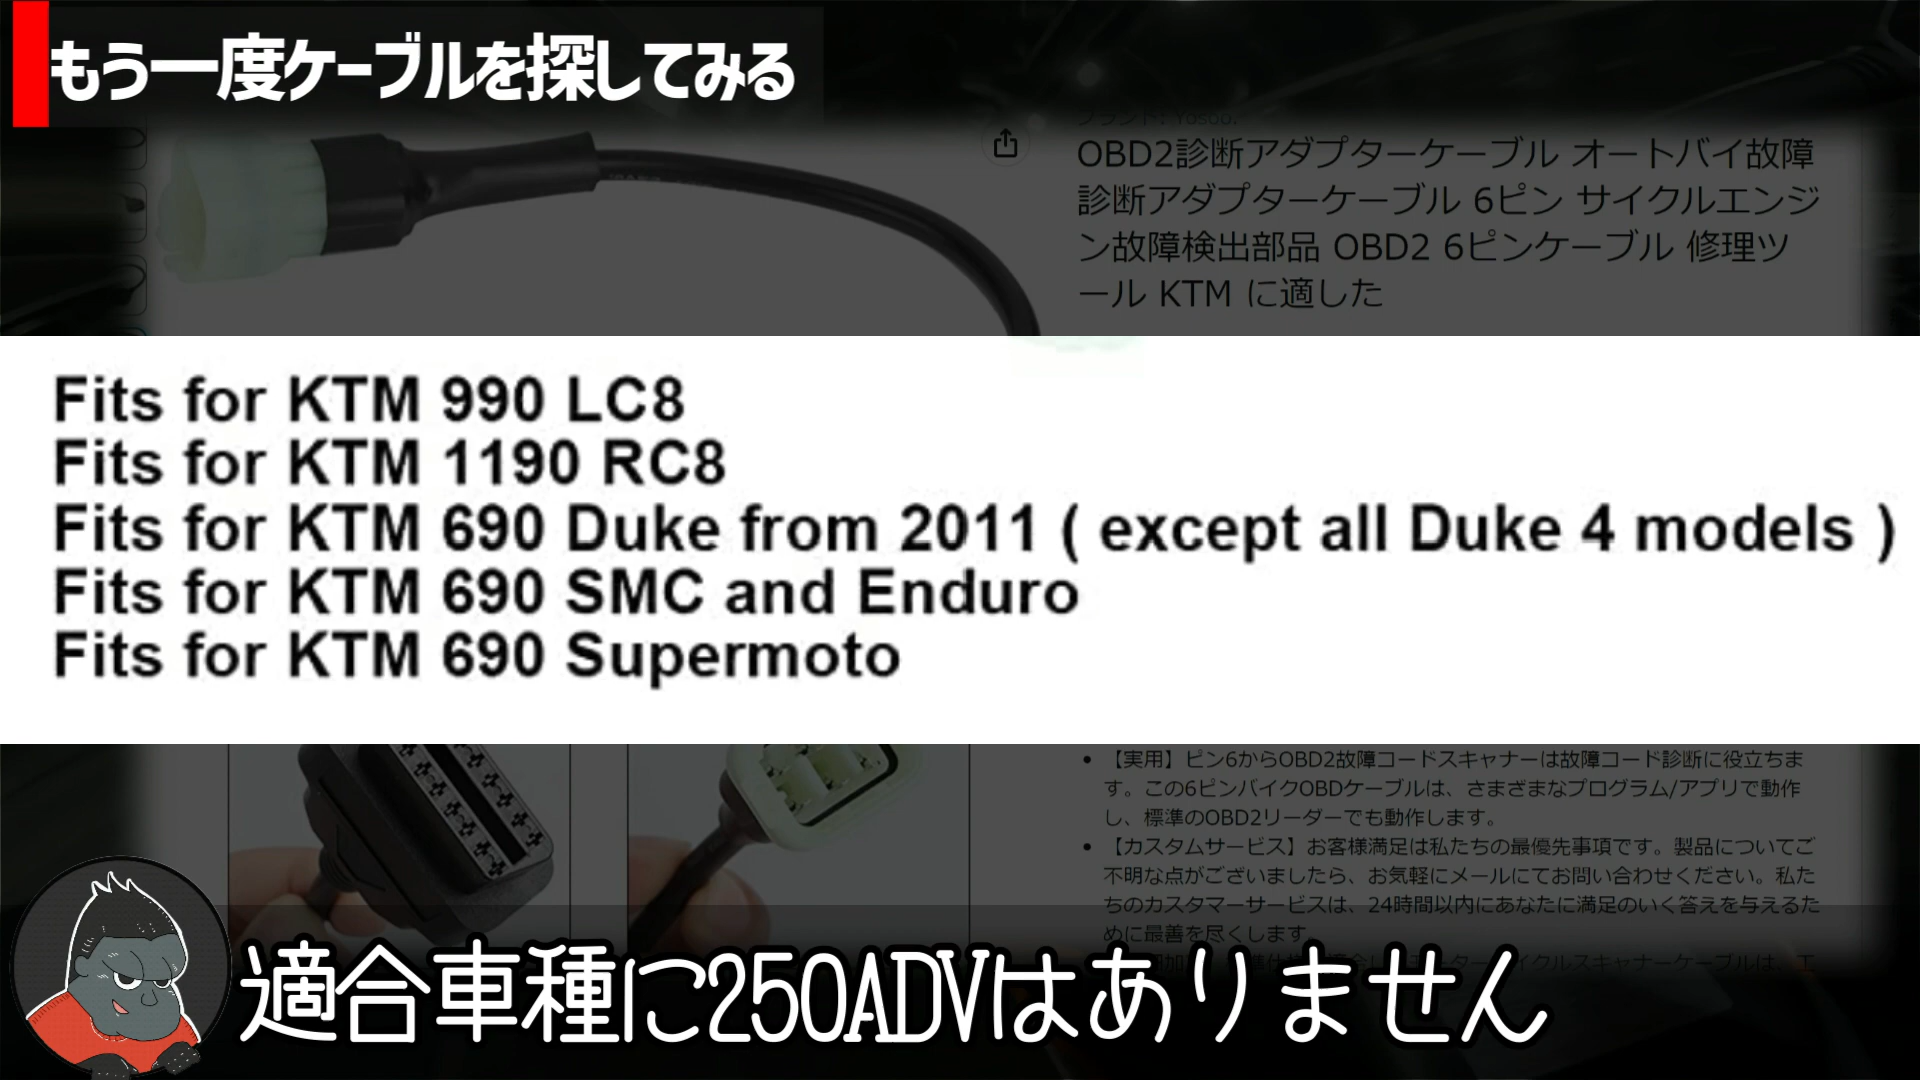 もう一度ケーブルを探してみる
ブランド: Yosoo.
OBD2診断アダプターケーブル オートバイ故障
診断アダプターケーブル 6ピン サイクルエンジ
ン故障検出部品 OBD2 6ピンケーブル 修理ツ
ール KTM に適した
Fits for KTM 990 LC8
Fits for KTM 1190 RC8
Fits for KTM 690 Duke from 2011 ( except all Duke 4 models )
Fits for KTM 690 SMC and Enduro
Fits for KTM 690 Supermoto
• 【実用】ピン6からOBD2故障コードスキャナーは故障コード診断に役立ちま
す。この6ピンバイクOBDケーブルは、さまざまなプログラム/アプリで動作
し、標準のOBD2リーダーでも動作します。
• 【カスタムサービス】お客様満足は私たちの最優先事項です。製品についてご
不明な点がございましたら、お気軽にメールにてお問い合わせください。私た
ちのカスタマーサービスは、24時間以内にあなたに満足のいく答えを与えるた
めに最善を尽くします。
適合車種に250ADVはありません